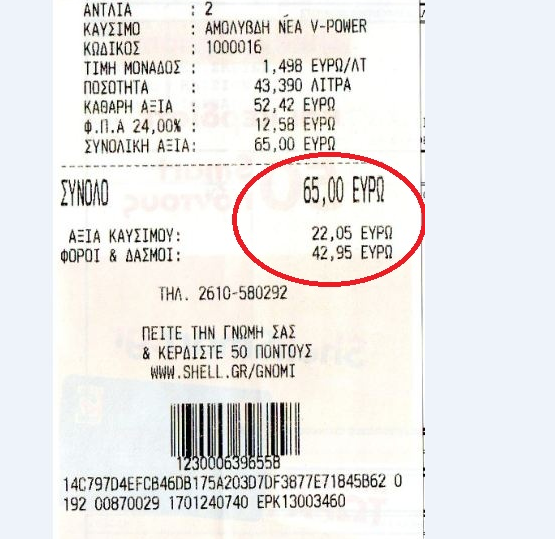 ΑΝΤΛΙΑ : 2
ΚΑΥΣΙΜΟ : ΑΜΟΛΥΒΔΗ ΝΕΑ V-POWER
ΚΩΔΙΚΟΣ : 1000016
ΤΙΜΗ ΜΟΝΑΔΟΣ : 1,498 ΕΥΡΩ/ΛΤ
ΠΟΣΟΤΗΤΑ : 43,390 ΛΙΤΡΑ
ΚΑΘΑΡΗ ΑΞΙΑ : 52,42 ΕΥΡΩ
Φ.Π.Α 24,00% : 12,58 ΕΥΡΩ
ΣΥΝΟΛΙΚΗ ΑΞΙΑ: 65,00 ΕΥΡΩ
ΣΥΝΟΛΟ 65,00 ΕΥΡΩ
ΑΞΙΑ ΚΑΥΣΙΜΟΥ: 22,05 ΕΥΡΩ
ΦΟΡΟΙ & ΔΑΣΜΟΙ: 42,95 ΕΥΡΩ
ΤΗΛ. 2610-580292
ΠΕΙΤΕ ΤΗΝ ΓΝΩΜΗ ΣΑΣ
& ΚΕΡΔΙΣΤΕ 50 ΠΟΝΤΟΥΣ
WWW.SHELL.GR/GNOMI
1230006396558
14C797D4EFCB46DB175A203D7DF3877E71845B62 0
192 00870029 1701240740 ΕΡΚ13003460